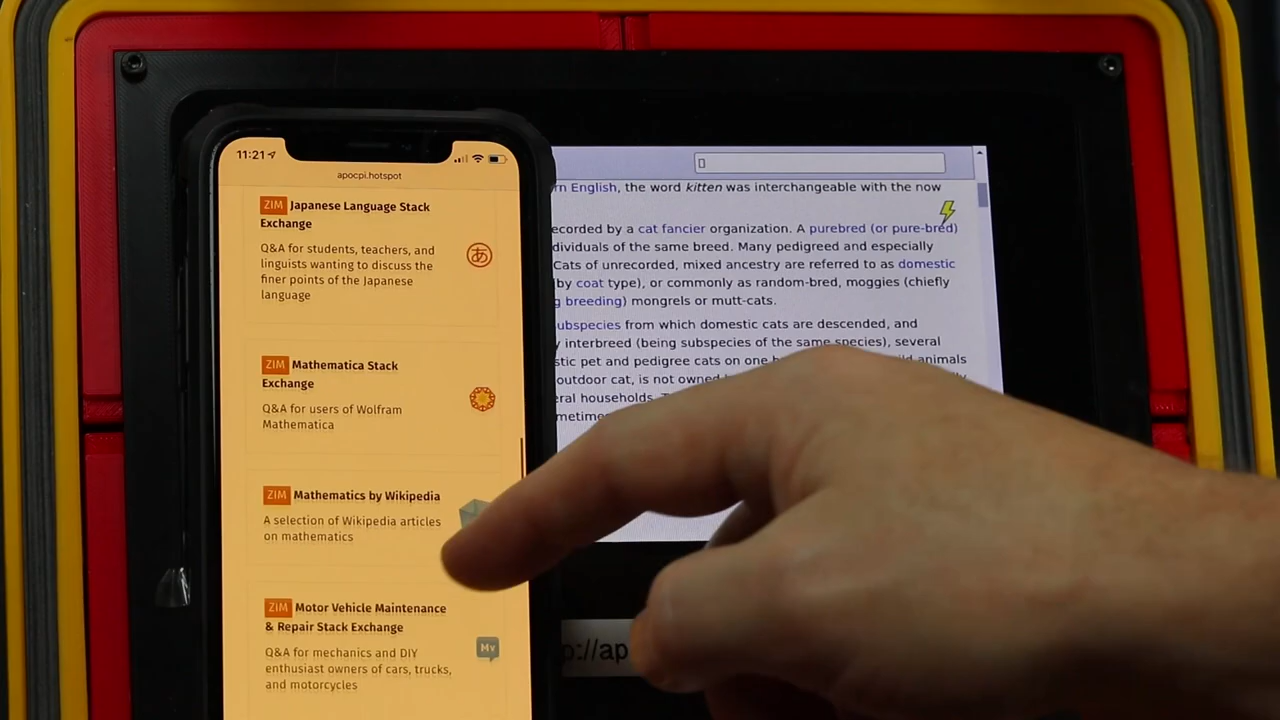 11:21
apocpi.hotspot
ZIM Japanese Language Stack
Exchange
Q&A for students, teachers, and
linguists wanting to discuss the
finer points of the Japanese
language
あ
ZIM Mathematica Stack
Exchange
Q&A for users of Wolfram
Mathematica
ZIM Mathematics by Wikipedia
A selection of Wikipedia articles
on mathematics
ZIM Motor Vehicle Maintenance
& Repair Stack Exchange
Mv
Q&A for mechanics and DIY
enthusiast owners of cars, trucks,
and motorcycles
English, the word kitten was interchangeable with the now
ecorded by a cat fancier organization. A purebred (or pure-bred)
dividuals of the same breed. Many pedigreed and especially
Cats of unrecorded, mixed ancestry are referred to as domestic
by coat type), or commonly as random-bred, moggies (chiefly
g breeding) mongrels or mutt-cats.
ubspecies from which domestic cats are descended, and
y interbreed (being subspecies of the same species), several
stic pet and pedigree cats on one animals
outdoor cat, is not owned
eral households.
metimes
p://ap